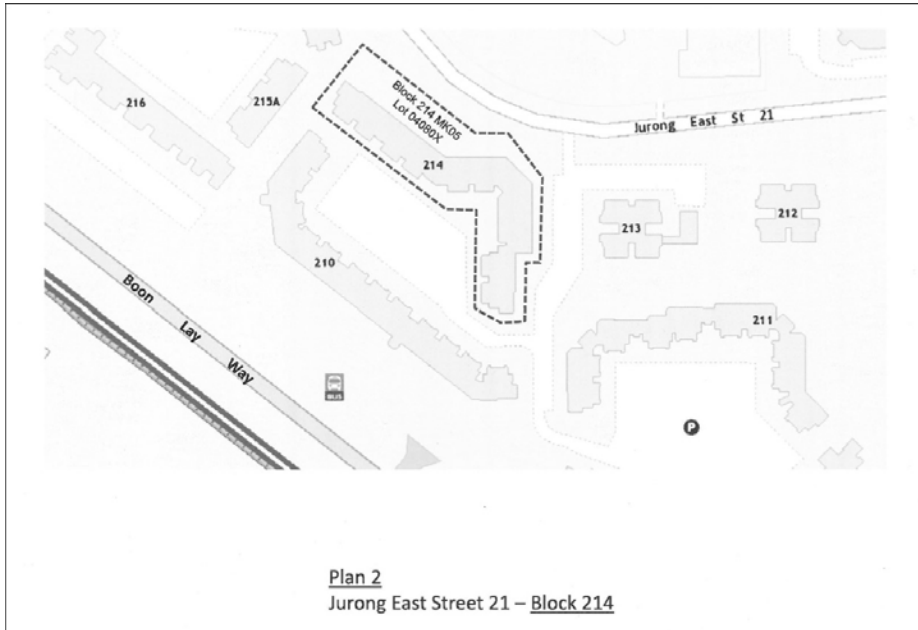 216
215A
Block 214 MK05
Lot 04080X
214
Jurong East St 21
213
212
210
211
Boon Lay Way
BUS
P
Plan 2
Jurong East Street 21 – Block 214